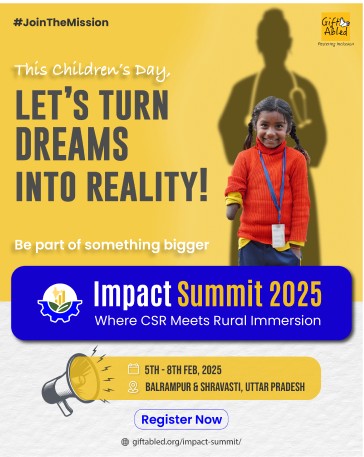 #JoinTheMission
Gift
Abled
Fostering Inclusion
This Children's Day,
LET'S TURN
DREAMS
INTO REALITY!
Be part of something bigger
Impact Summit 2025
Where CSR Meets Rural Immersion
5TH - 8TH FEB, 2025
BALRAMPUR & SHRAVASTI, UTTAR PRADESH
Register Now
giftabled.org/impact-summit/